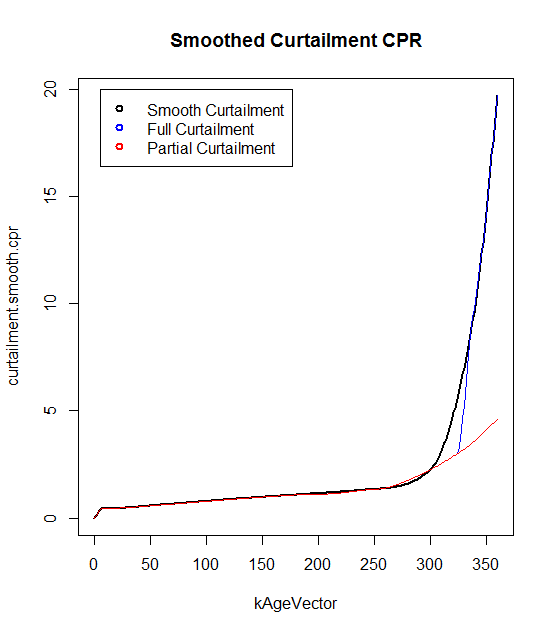 Smoothed Curtailment CPR
Smooth Curtailment
Full Curtailment
Partial Curtailment
curtailment.smooth.cpr
20
15
10
5
0
0 50 100 150 200 250 300 350
kAgeVector